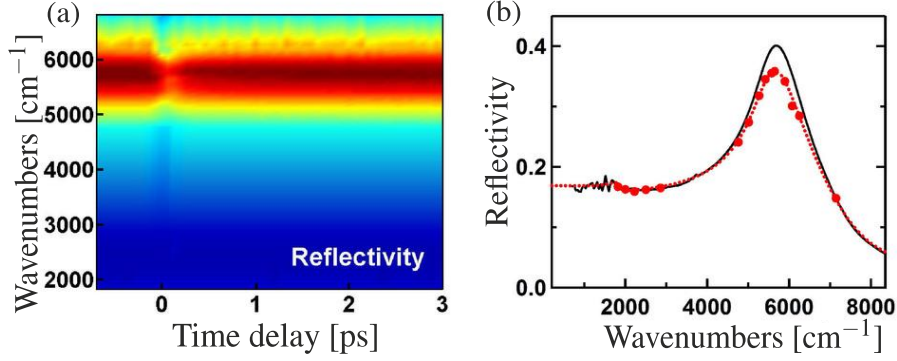 (a)
Wavenumbers [cm⁻¹]
6000
5000
4000
3000
2000
Reflectivity
0 1 2 3
Time delay [ps]
(b)
Reflectivity
0.4
0.2
0.0
2000 4000 6000 8000
Wavenumbers [cm⁻¹]